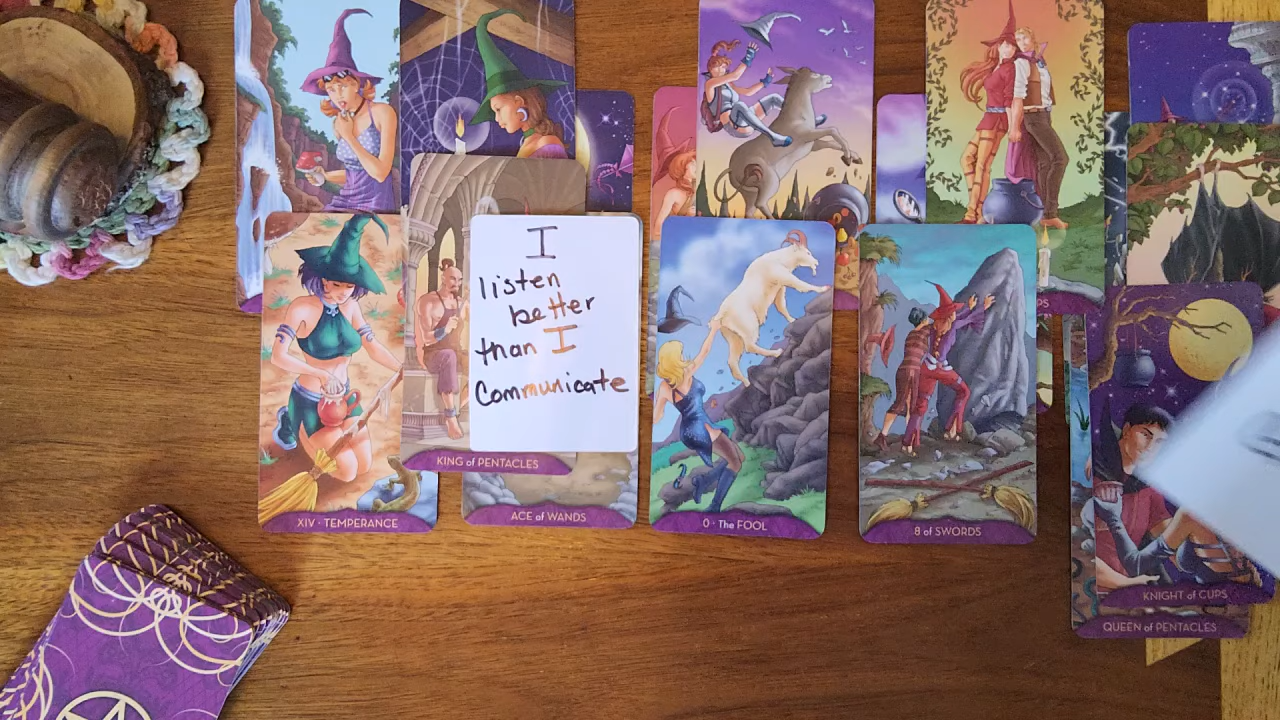 I
listen
better
than I
Communicate
KING of PENTACLES
XIV · TEMPERANCE
ACE of WANDS
0 · The FOOL
8 of SWORDS
PS
KNIGHT of CUPS
QUEEN of PENTACLES